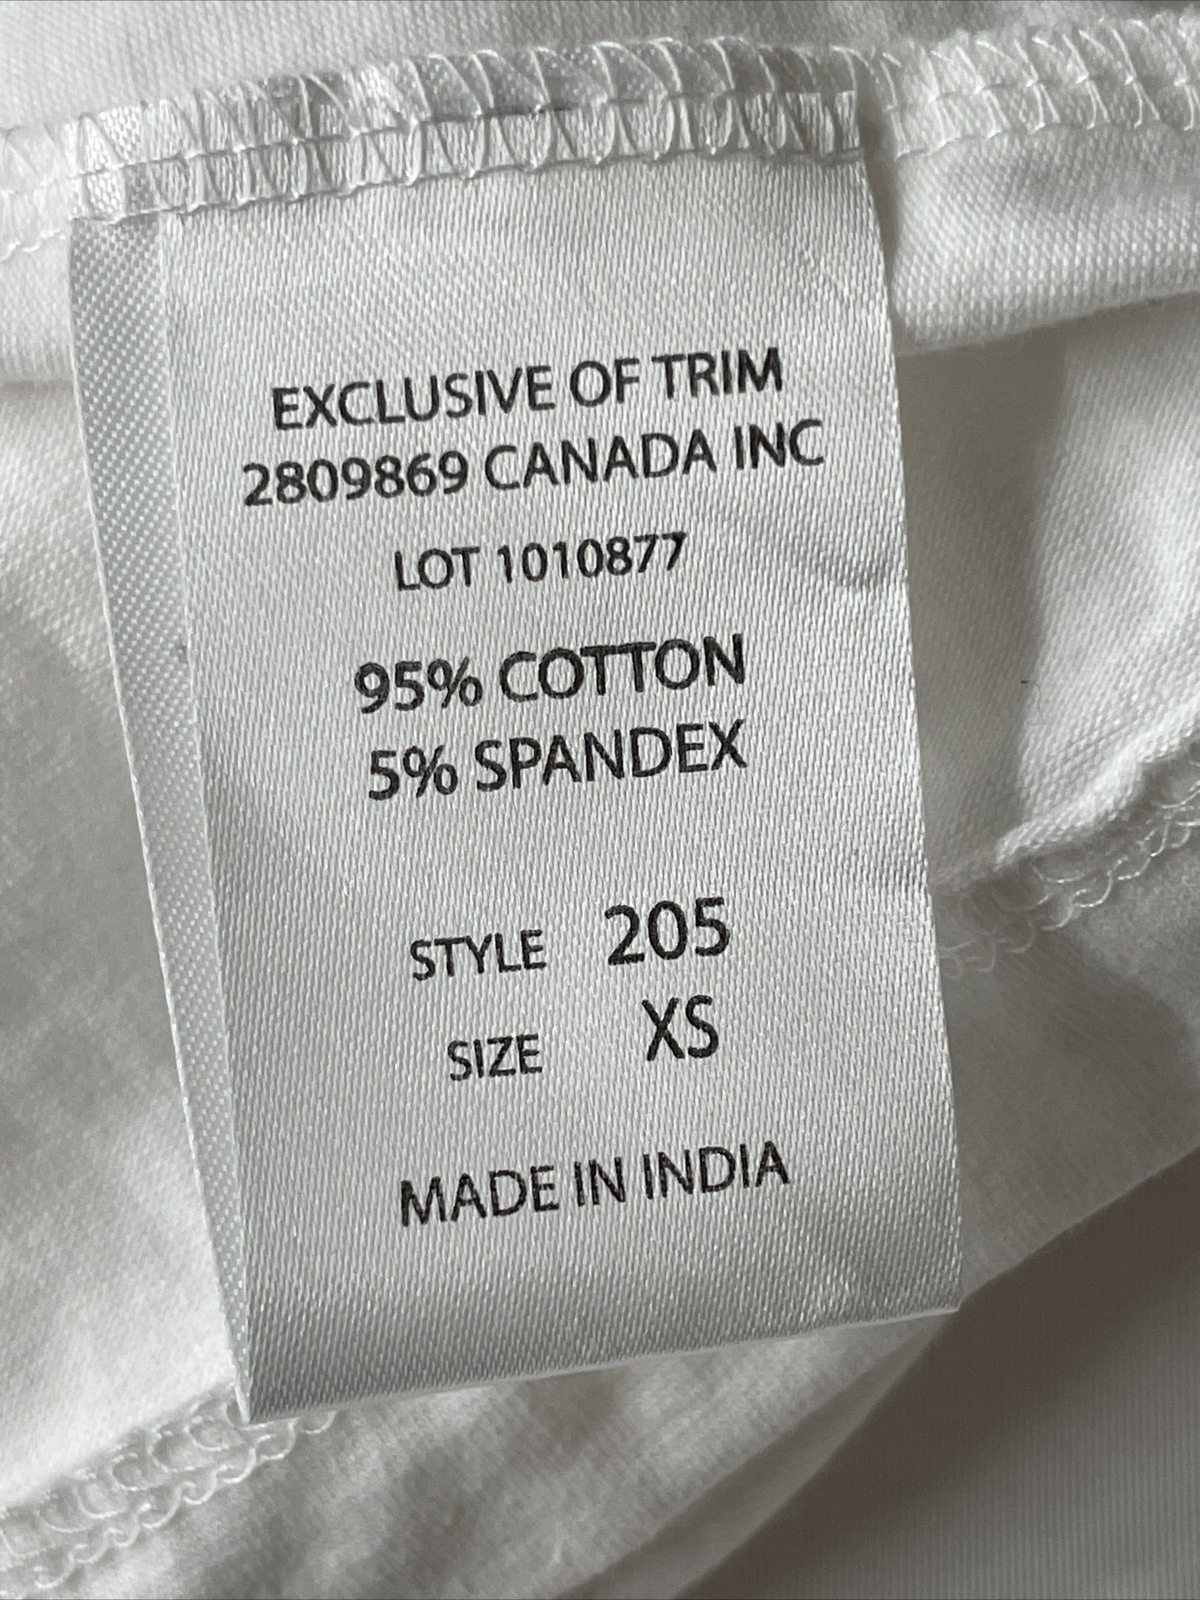 EXCLUSIVE OF TRIM
2809869 CANADA INC
LOT 1010877
95% COTTON
5% SPANDEX
STYLE 205
SIZE XS
MADE IN INDIA